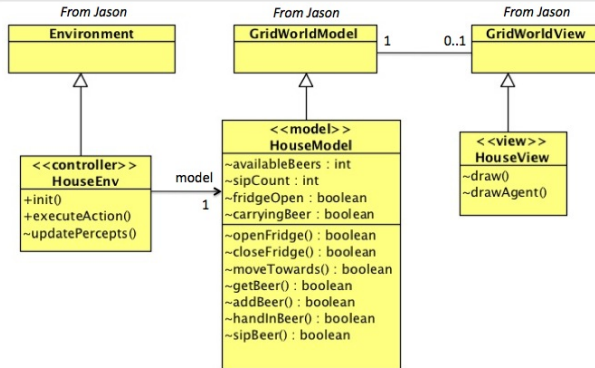 From Jason
From Jason
From Jason
Environment
GridWorldModel
1
0..1
GridWorldView
<<controller>>
HouseEnv
+init()
+executeAction()
~updatePercepts()
model
1
<<model>>
HouseModel
~availableBeers : int
~sipCount : int
~fridgeOpen : boolean
~carryingBeer : boolean
~openFridge() : boolean
~closeFridge() : boolean
~moveTowards() : boolean
~getBeer() : boolean
~addBeer() : boolean
~handInBeer() : boolean
~sipBeer() : boolean
<<view>>
HouseView
~draw()
~drawAgent()